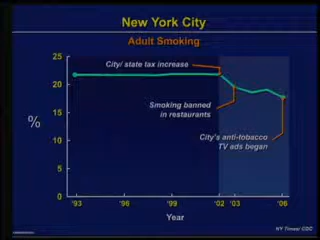 New York City
Adult Smoking
City/ state tax increase
Smoking banned
in restaurants
City's anti-tobacco
TV ads began
%
25
20
15
10
5
0
'93
'96
'99
'02
'03
'06
Year
NY Times/ CDC